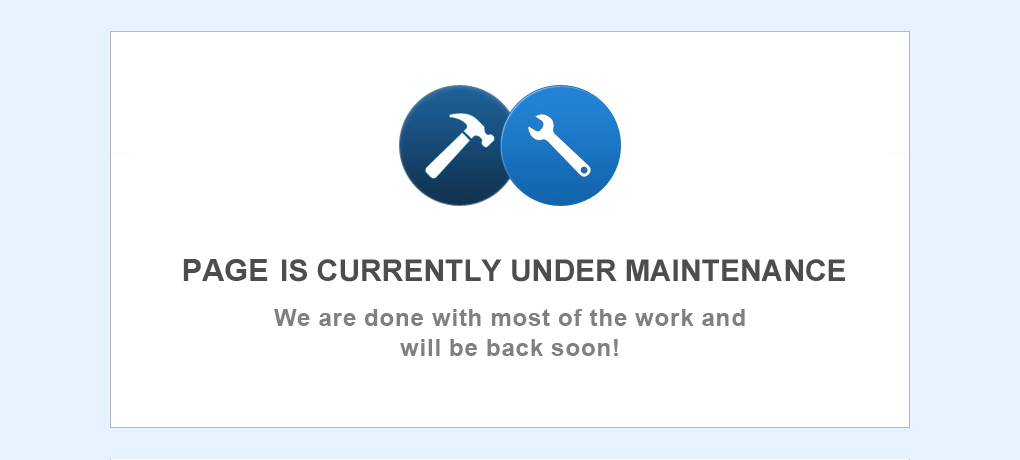 PAGE IS CURRENTLY UNDER MAINTENANCE
We are done with most of the work and
will be back soon!